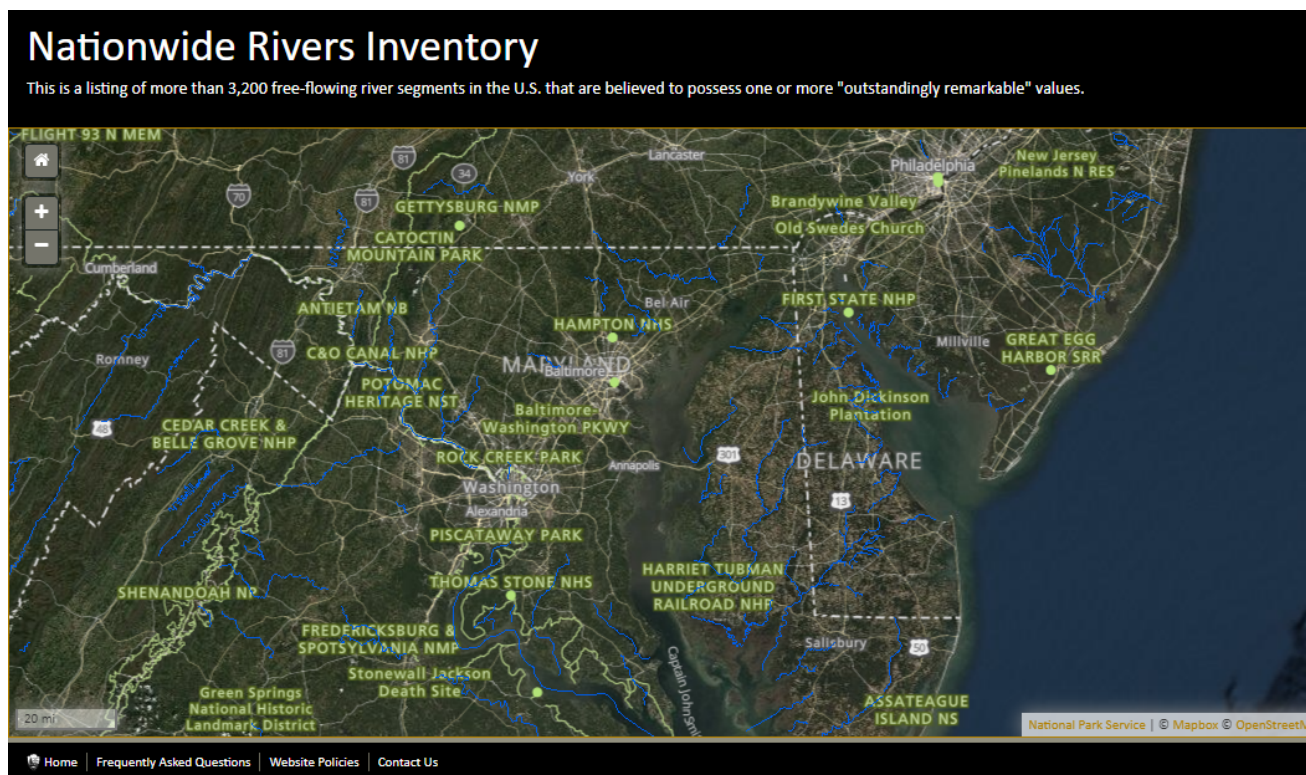 Nationwide Rivers Inventory
This is a listing of more than 3,200 free-flowing river segments in the U.S. that are believed to possess one or more "outstandingly remarkable" values.
FLIGHT 93 N MEM
81
Lancaster
Philadelphia
New Jersey
Pinelands N RES
34
York
70
81
GETTYSBURG NMP
Brandywine Valley
Old Swedes Church
+
−
CATOCTIN
MOUNTAIN PARK
Cumberland
ANTIETAM NB
Bel Air
FIRST STATE NHP
HAMPTON NHS
Romney
81
C&O CANAL NHP
MARYLAND
Baltimore
Millville
GREAT EGG
HARBOR SRR
POTOMAC
HERITAGE NST
John Dickinson
Plantation
Baltimore-
Washington PKWY
48
CEDAR CREEK &
BELLE GROVE NHP
ROCK CREEK PARK
Annapolis
301
DELAWARE
Washington
13
Alexandria
PISCATAWAY PARK
HARRIET TUBMAN
UNDERGROUND
RAILROAD NHP
THOMAS STONE NHS
SHENANDOAH NP
FREDERICKSBURG &
SPOTSYLVANIA NMP
Salisbury
50
Stonewall Jackson
Death Site
Captain John Sm
Green Springs
National Historic
Landmark District
ASSATEAGUE
ISLAND NS
20 mi
National Park Service | © Mapbox © OpenStreetM
Home | Frequently Asked Questions | Website Policies | Contact Us